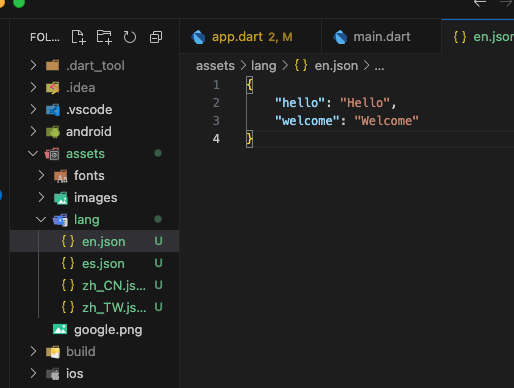 FOL...
app.dart 2, M
main.dart
{ } en.json
assets > lang > { } en.json > ...
> .dart_tool
> .idea
> .vscode
> android
assets
> fonts
> images
lang
{ } en.json U
{ } es.json U
{ } zh_CN.js... U
{ } zh_TW.js... U
google.png
> build
> ios
1 {
2 "hello": "Hello",
3 "welcome": "Welcome"
4 }